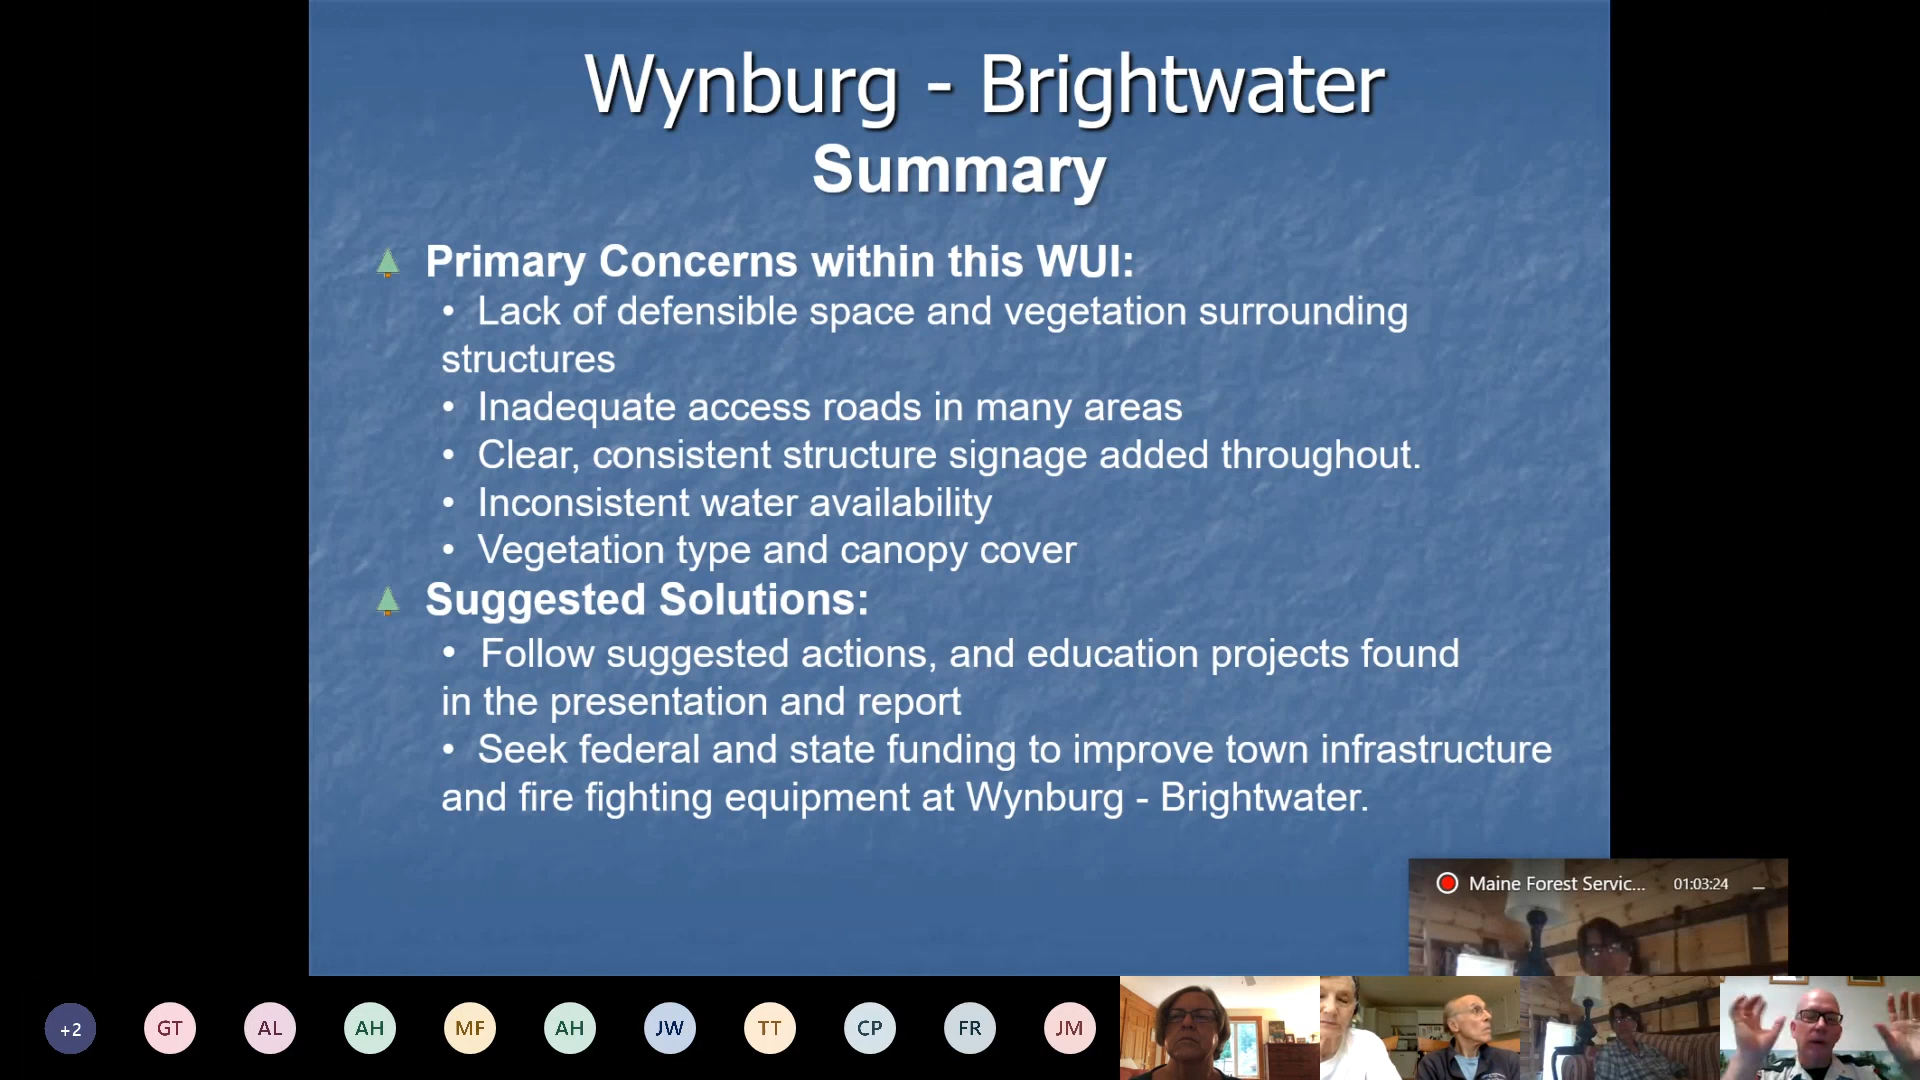 Wynburg - Brightwater
Summary
Primary Concerns within this WUI:
• Lack of defensible space and vegetation surrounding
structures
• Inadequate access roads in many areas
• Clear, consistent structure signage added throughout.
• Inconsistent water availability
• Vegetation type and canopy cover
Suggested Solutions:
• Follow suggested actions, and education projects found
in the presentation and report
• Seek federal and state funding to improve town infrastructure
and fire fighting equipment at Wynburg - Brightwater.
Maine Forest Servic... 01:03:24
+2 GT AL AH MF AH JW TT CP FR JM